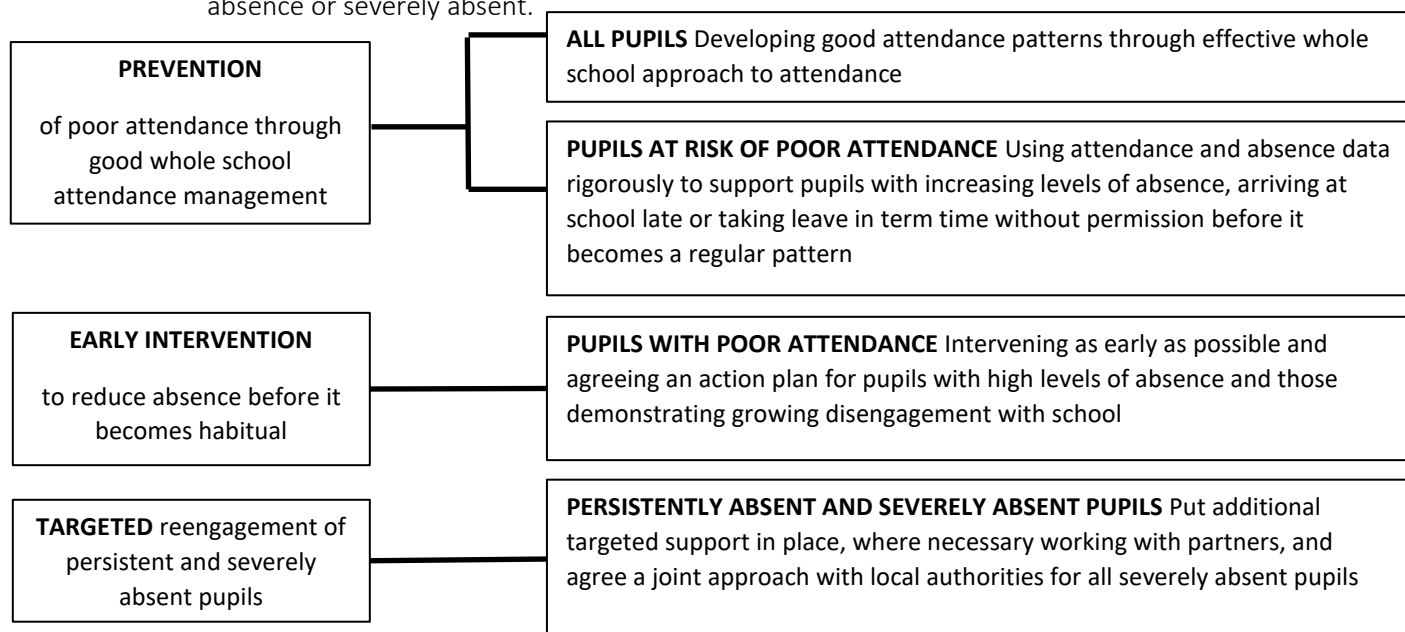 absence or severely absent.
PREVENTION
of poor attendance through
good whole school
attendance management
ALL PUPILS Developing good attendance patterns through effective whole
school approach to attendance
PUPILS AT RISK OF POOR ATTENDANCE Using attendance and absence data
rigorously to support pupils with increasing levels of absence, arriving at
school late or taking leave in term time without permission before it
becomes a regular pattern
EARLY INTERVENTION
to reduce absence before it
becomes habitual
PUPILS WITH POOR ATTENDANCE Intervening as early as possible and
agreeing an action plan for pupils with high levels of absence and those
demonstrating growing disengagement with school
TARGETED reengagement of
persistent and severely
absent pupils
PERSISTENTLY ABSENT AND SEVERELY ABSENT PUPILS Put additional
targeted support in place, where necessary working with partners, and
agree a joint approach with local authorities for all severely absent pupils